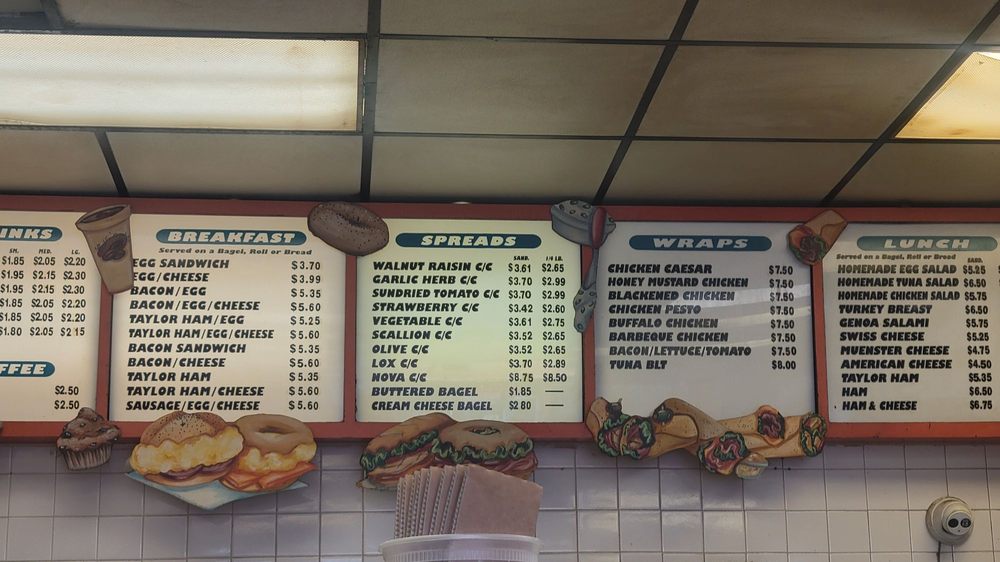 INKS
SM. MED. LG.
$1.85 $2.05 $2.20
$1.95 $2.15 $2.30
$1.95 $2.15 $2.30
$1.85 $2.05 $2.20
$1.85 $2.05 $2.20
$1.80 $2.05 $2.15
FFEE
$2.50
$2.50
BREAKFAST
Served on a Bagel, Roll or Bread
EGG SANDWICH $3.70
EGG/CHEESE $3.99
BACON/EGG $5.35
BACON/EGG/CHEESE $5.60
TAYLOR HAM/EGG $5.25
TAYLOR HAM/EGG/CHEESE $5.60
BACON SANDWICH $5.35
BACON/CHEESE $5.60
TAYLOR HAM $5.35
TAYLOR HAM/CHEESE $5.60
SAUSAGE/EGG/CHEESE $5.60
SPREADS
SAND. 1/4 LB.
WALNUT RAISIN C/C $3.61 $2.65
GARLIC HERB C/C $3.70 $2.99
SUNDRIED TOMATO C/C $3.70 $2.99
STRAWBERRY C/C $3.42 $2.60
VEGETABLE C/C $3.61 $2.75
SCALLION C/C $3.52 $2.65
OLIVE C/C $3.52 $2.65
LOX C/C $3.70 $2.89
NOVA C/C $8.75 $8.50
BUTTERED BAGEL $1.85 —
CREAM CHEESE BAGEL $2.80 —
WRAPS
CHICKEN CAESAR $7.50
HONEY MUSTARD CHICKEN $7.50
BLACHENED CHICKEN $7.50
CHICKEN PESTO $7.50
BUFFALO CHICKEN $7.50
BARBEQUE CHICKEN $7.50
BACON/LETTUCE/TOMATO $7.50
TUNA BLT $8.00
LUNCH
Served on a Bagel, Roll or Bread
SAND.
HOMEMADE EGG SALAD $5.25
HOMEMADE TUNA SALAD $6.50
HOMEMADE CHICKEN SALAD $5.75
TURKEY BREAST $6.50
GENOA SALAMI $5.75
SWISS CHEESE $5.25
MUENSTER CHEESE $4.75
AMERICAN CHEESE $4.50
TAYLOR HAM $5.35
HAM $6.50
HAM & CHEESE $6.75